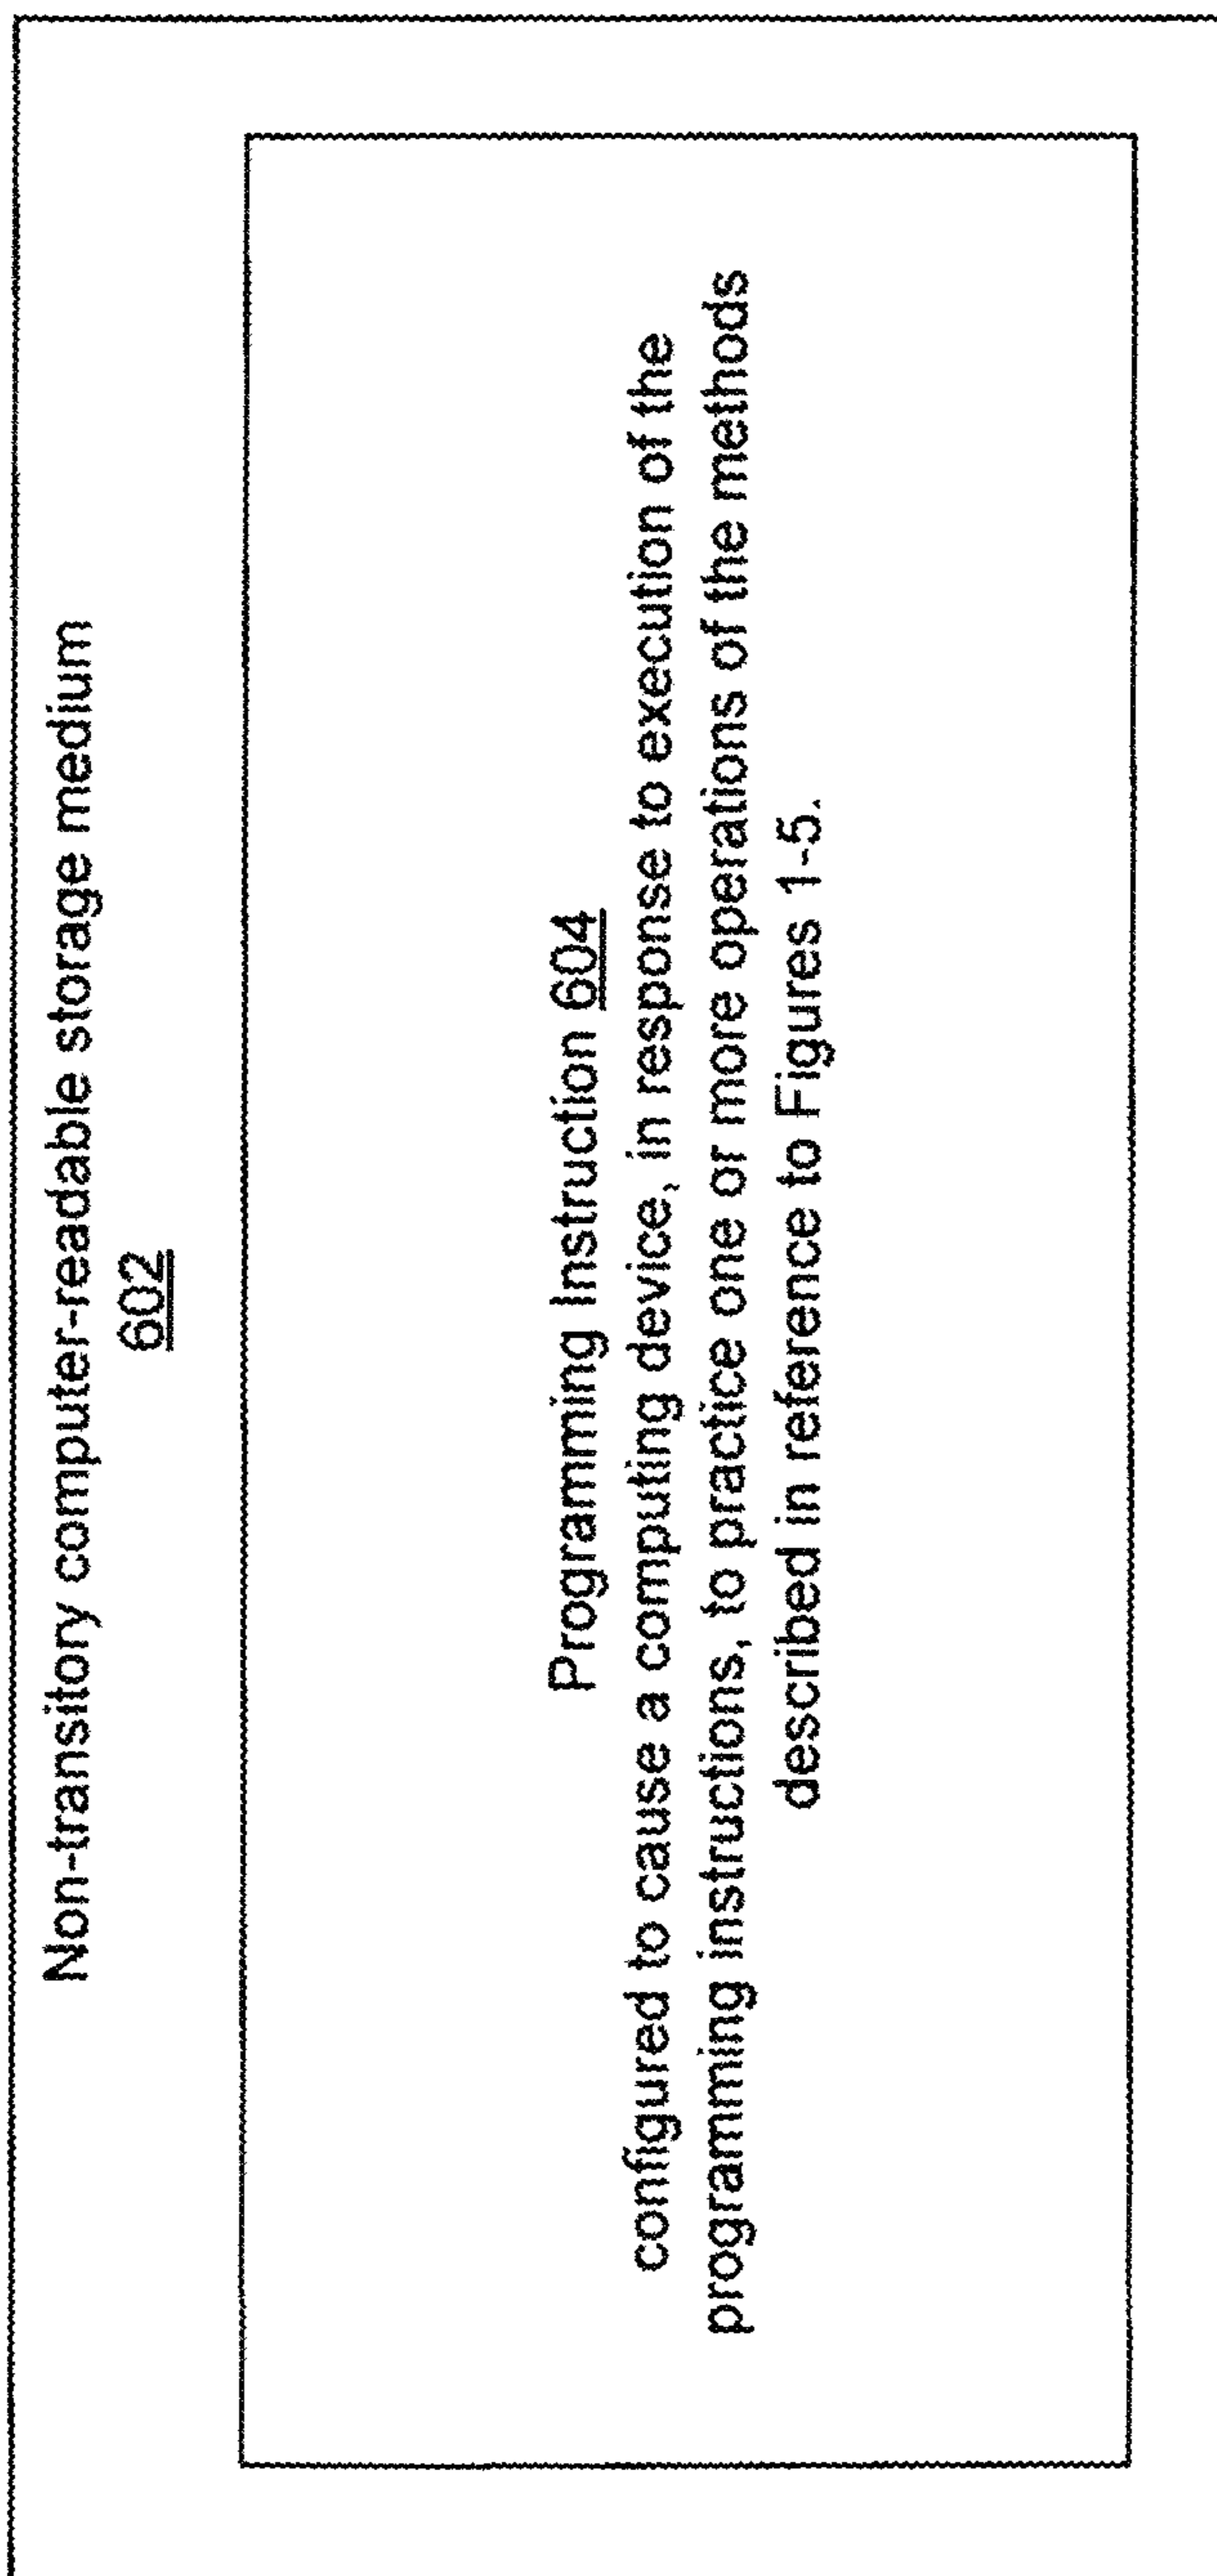 Non-transitory computer-readable storage medium
602
Programming Instruction 604
configured to cause a computing device, in response to execution of the
programming instructions, to practice one or more operations of the methods
described in reference to Figures 1-5.